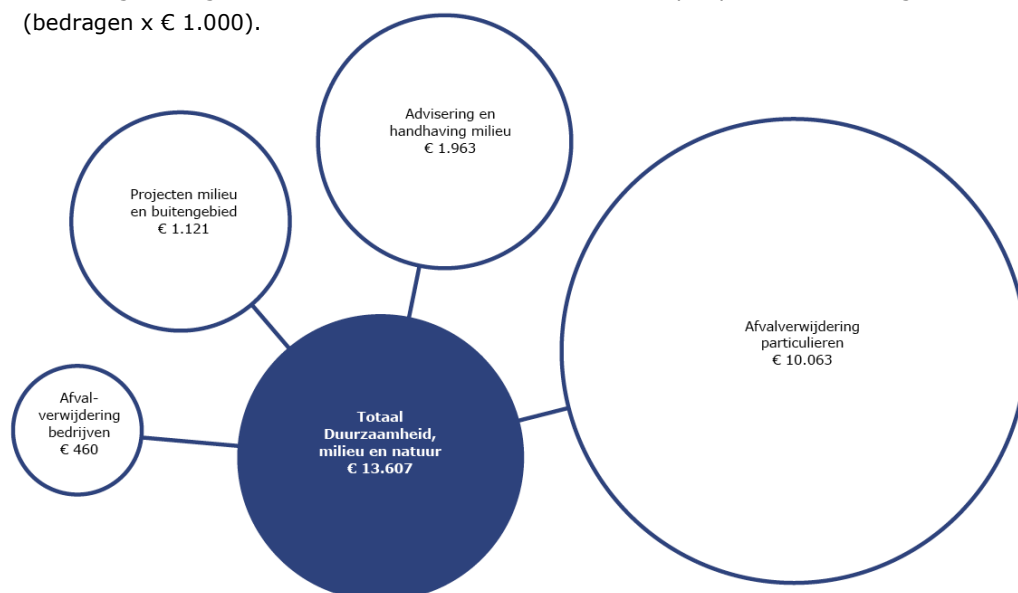 (bedragen x € 1.000).
Advisering en
handhaving milieu
€ 1.963
Projecten milieu
en buitengebied
€ 1.121
Afvalverwijdering
particulieren
€ 10.063
Afval-
verwijdering
bedrijven
€ 460
Totaal
Duurzaamheid,
milieu en natuur
€ 13.607